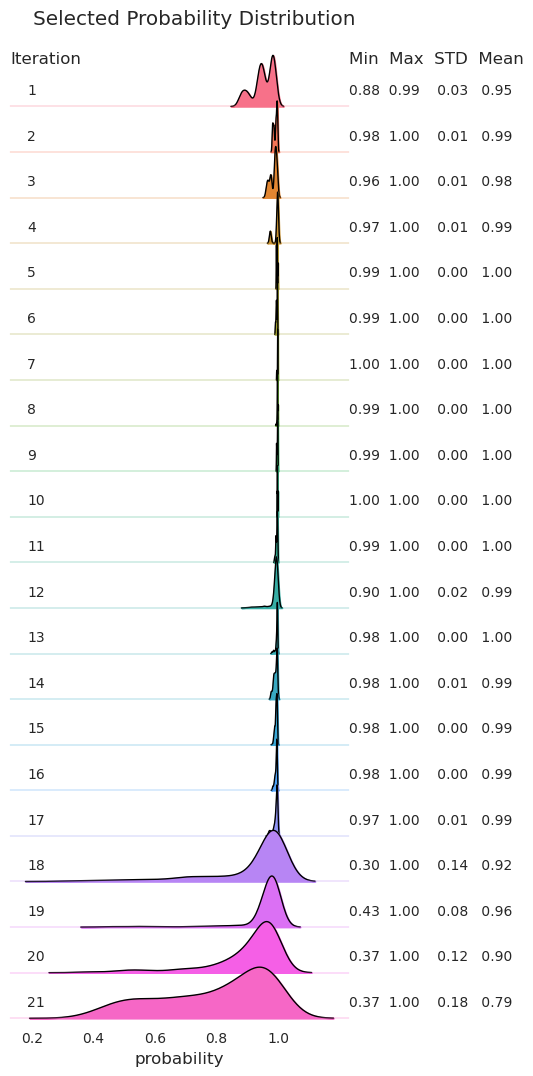 Selected Probability Distribution
Iteration Min Max STD Mean
1 0.88 0.99 0.03 0.95
2 0.98 1.00 0.01 0.99
3 0.96 1.00 0.01 0.98
4 0.97 1.00 0.01 0.99
5 0.99 1.00 0.00 1.00
6 0.99 1.00 0.00 1.00
7 1.00 1.00 0.00 1.00
8 0.99 1.00 0.00 1.00
9 0.99 1.00 0.00 1.00
10 1.00 1.00 0.00 1.00
11 0.99 1.00 0.00 1.00
12 0.90 1.00 0.02 0.99
13 0.98 1.00 0.00 1.00
14 0.98 1.00 0.01 0.99
15 0.98 1.00 0.00 0.99
16 0.98 1.00 0.00 0.99
17 0.97 1.00 0.01 0.99
18 0.30 1.00 0.14 0.92
19 0.43 1.00 0.08 0.96
20 0.37 1.00 0.12 0.90
21 0.37 1.00 0.18 0.79
0.2 0.4 0.6 0.8 1.0
probability